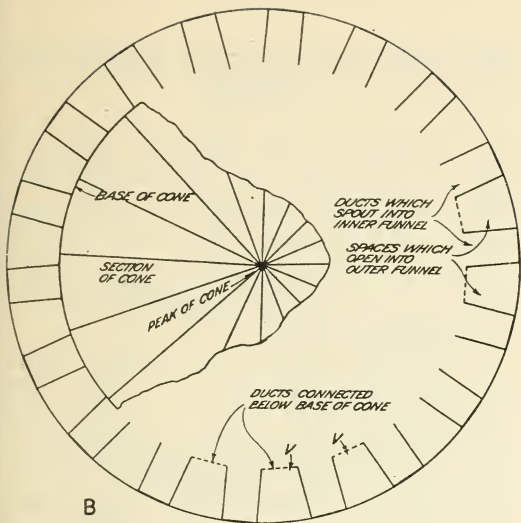 BASE OF CONE
DUCTS WHICH
SPOUT INTO
INNER FUNNEL
SPACES WHICH
OPEN INTO
OUTER FUNNEL
SECTION
OF CONE
PEAK OF CONE
DUCTS CONNECTED
BELOW BASE OF CONE
V
V
B